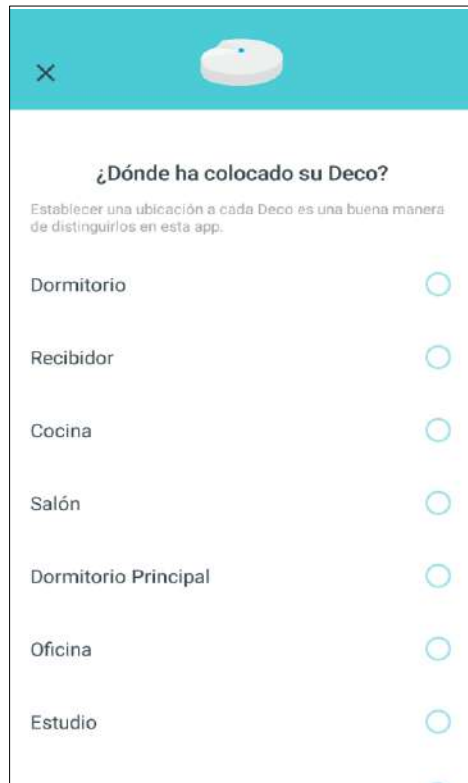 ¿Dónde ha colocado su Deco?
Establecer una ubicación a cada Deco es una buena manera
de distinguirlos en esta app.
Dormitorio
Recibidor
Cocina
Salón
Dormitorio Principal
Oficina
Estudio